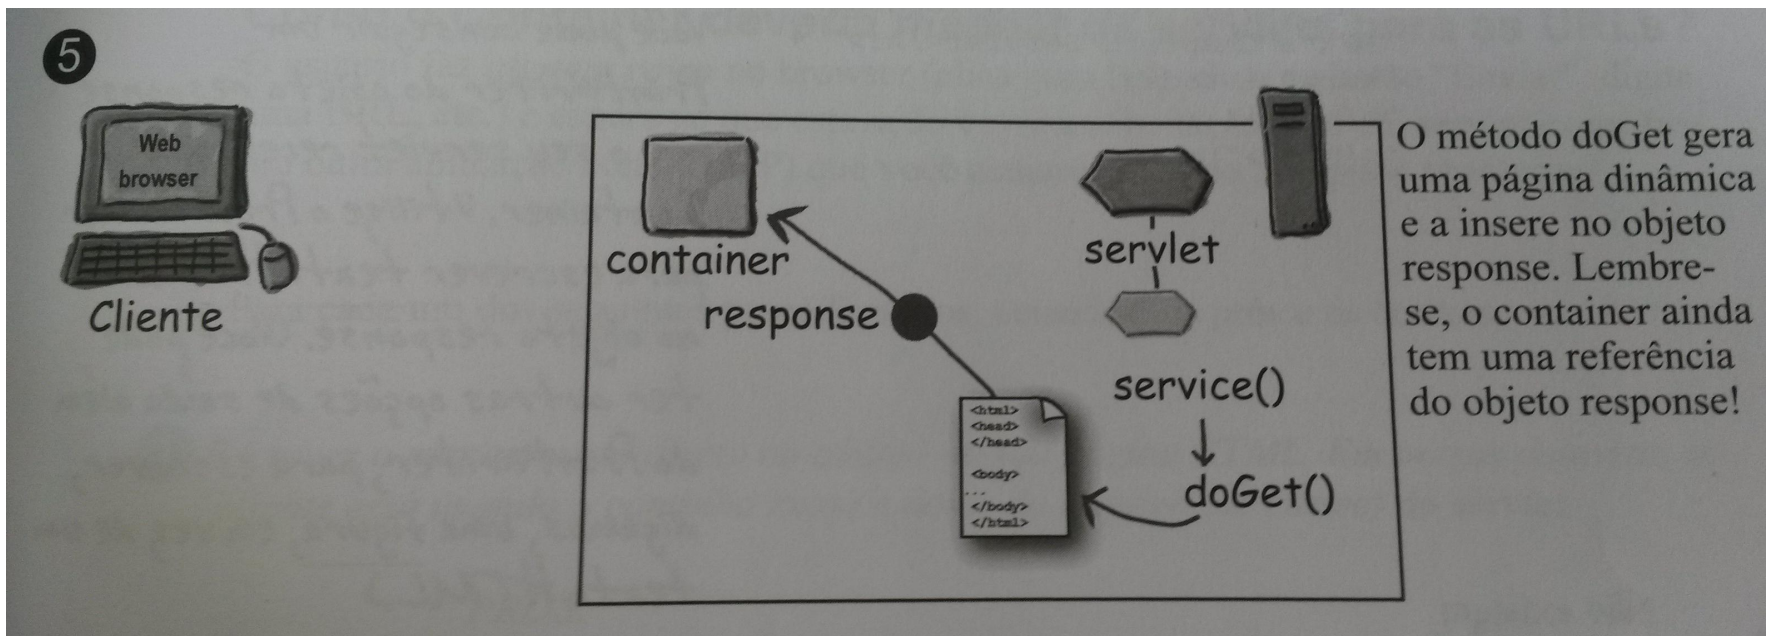 5
Web
browser
Cliente
container
response
servlet
service()
doGet()
<html>
<head>
</head>
<body>
...
</body>
</html>
O método doGet gera
uma página dinâmica
e a insere no objeto
response. Lembre-
se, o container ainda
tem uma referência
do objeto response!